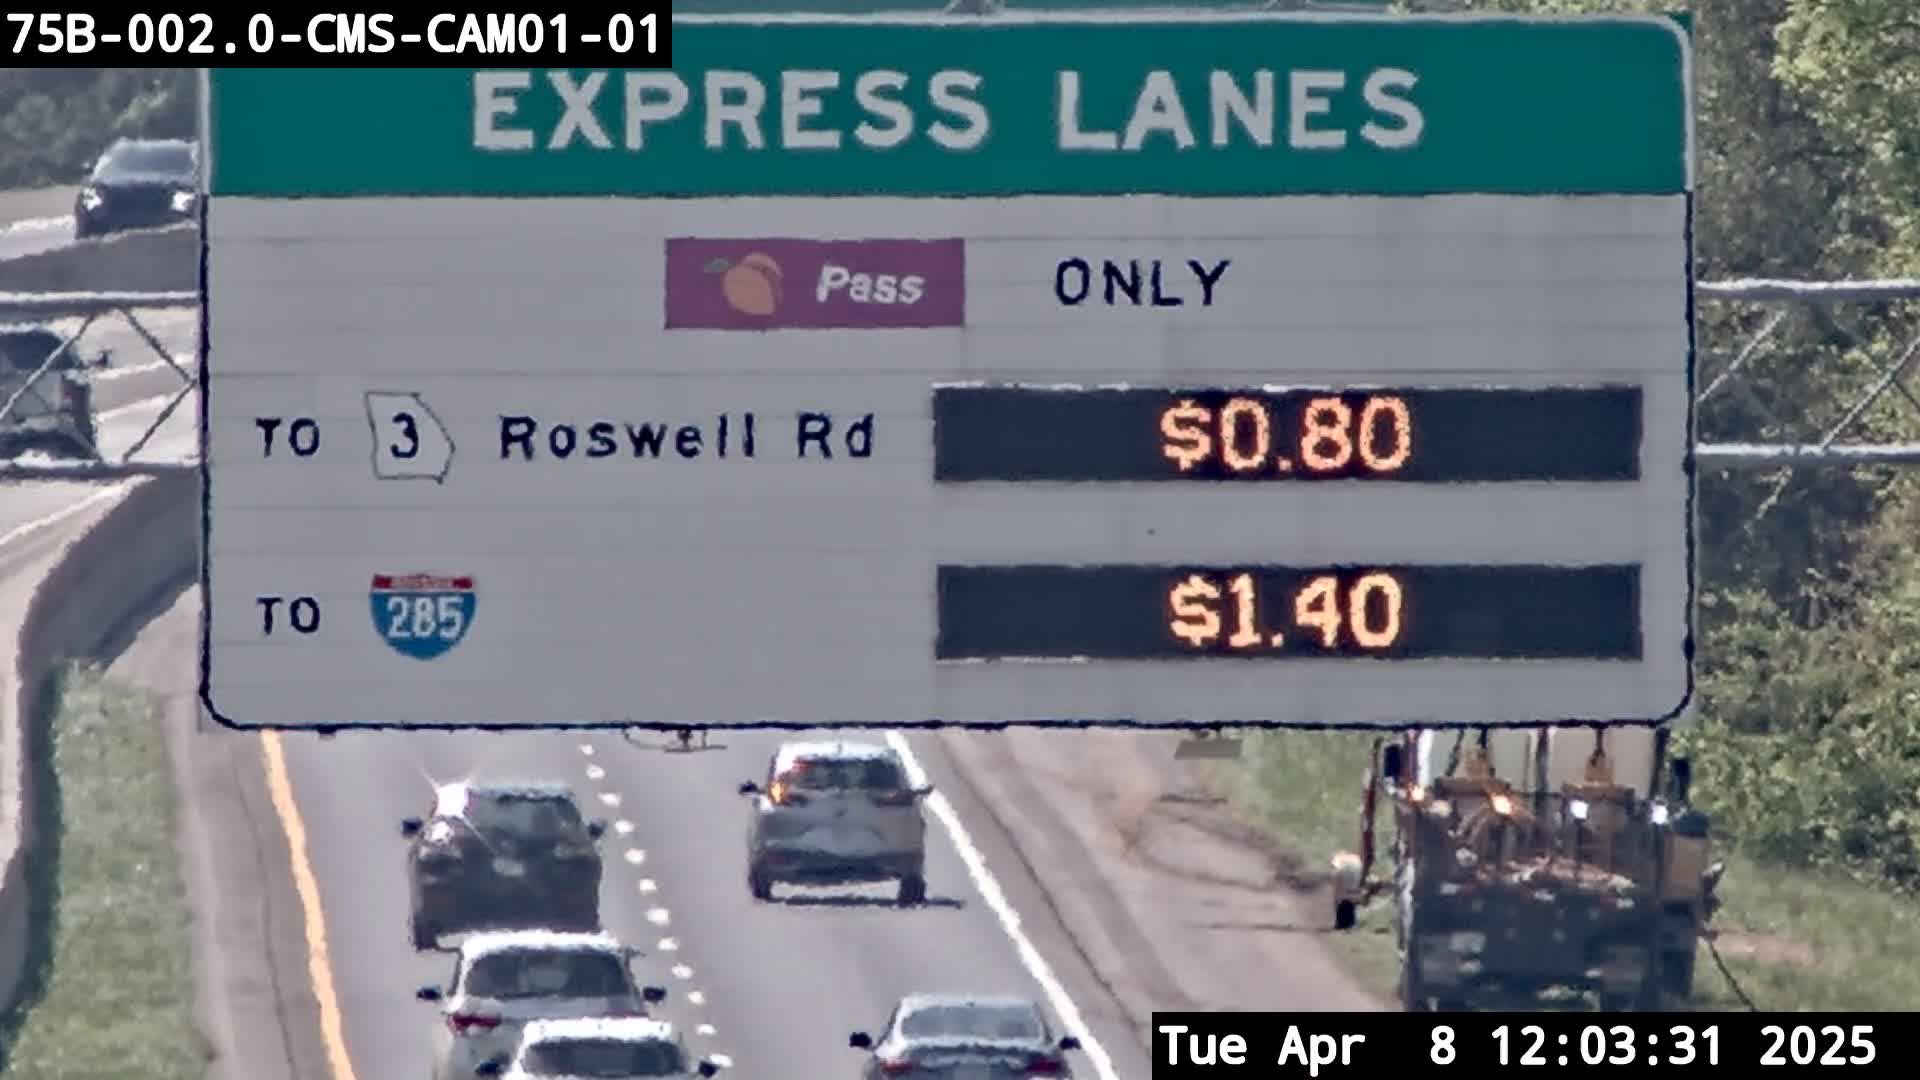 75B-002.0-CMS-CAM01-01
EXPRESS LANES
Pass ONLY
TO 3 Roswell Rd $0.80
TO 285 $1.40
Tue Apr 8 12:03:31 2025